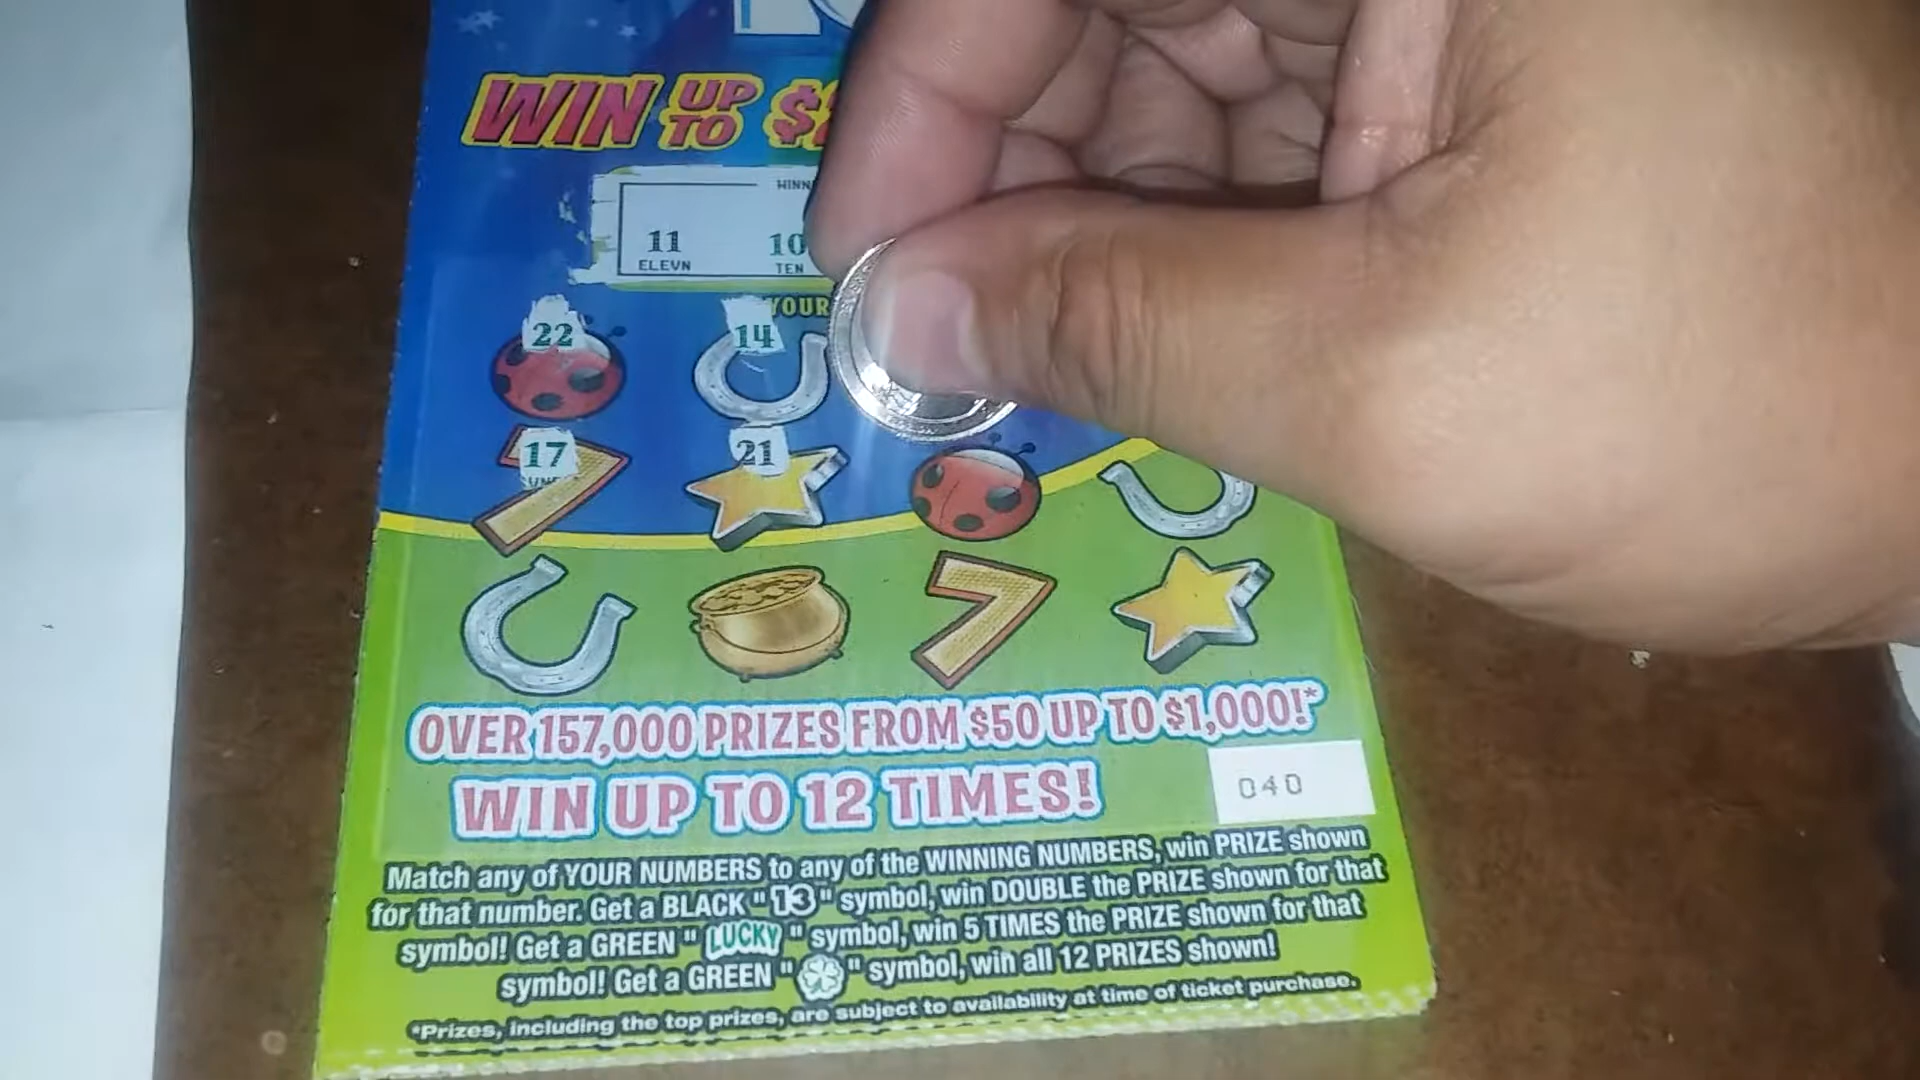 WIN UP TO $
WINN
11 10
ELEVN TEN
YOUR
22 14
17 21
OVER 157,000 PRIZES FROM $50 UP TO $1,000!*
WIN UP TO 12 TIMES!
040
Match any of YOUR NUMBERS to any of the WINNING NUMBERS, win PRIZE shown
for that number. Get a BLACK "13" symbol, win DOUBLE the PRIZE shown for that
symbol! Get a GREEN "LUCKY" symbol, win 5 TIMES the PRIZE shown for that
symbol! Get a GREEN "☘" symbol, win all 12 PRIZES shown!
*Prizes, including the top prizes, are subject to availability at time of ticket purchase.